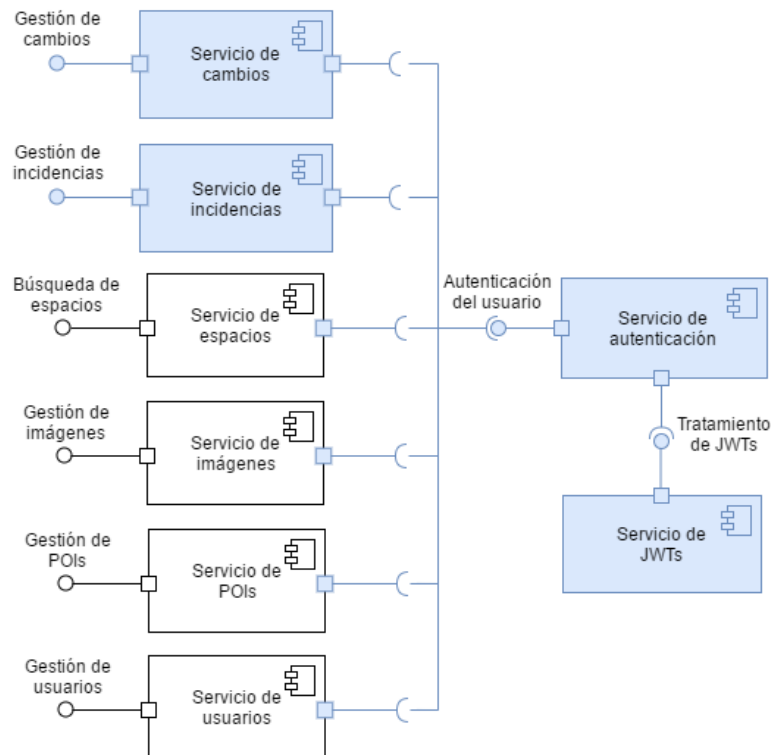 Gestión de
cambios
Servicio de
cambios
Gestión de
incidencias
Servicio de
incidencias
Búsqueda de
espacios
Servicio de
espacios
Autenticación
del usuario
Servicio de
autenticación
Gestión de
imágenes
Servicio de
imágenes
Tratamiento
de JWTs
Gestión de
POIs
Servicio de
POIs
Servicio de
JWTs
Gestión de
usuarios
Servicio de
usuarios